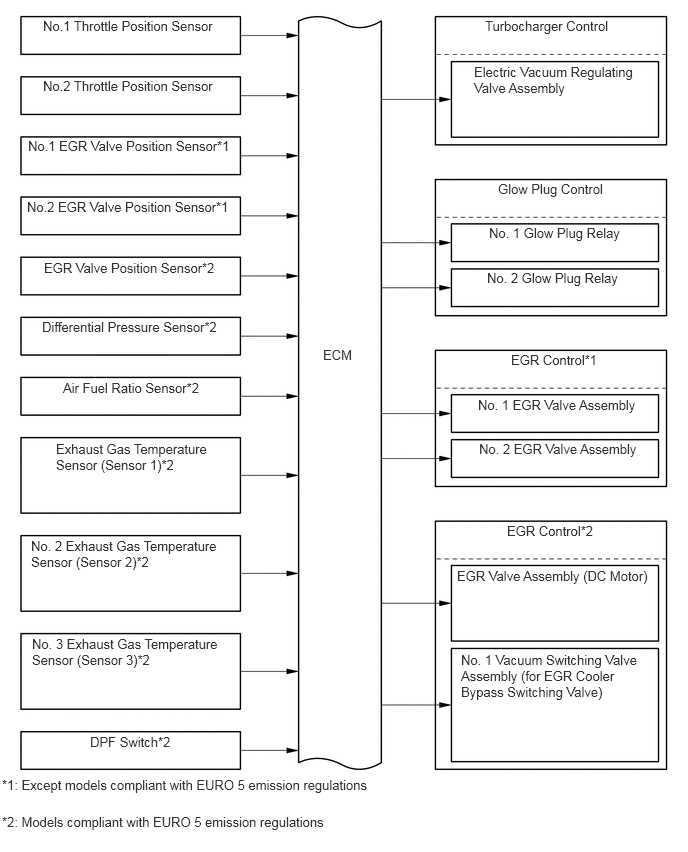 No.1 Throttle Position Sensor
No.2 Throttle Position Sensor
No.1 EGR Valve Position Sensor*1
No.2 EGR Valve Position Sensor*1
EGR Valve Position Sensor*2
Differential Pressure Sensor*2
Air Fuel Ratio Sensor*2
Exhaust Gas Temperature
Sensor (Sensor 1)*2
No. 2 Exhaust Gas Temperature
Sensor (Sensor 2)*2
No. 3 Exhaust Gas Temperature
Sensor (Sensor 3)*2
DPF Switch*2
ECM
Turbocharger Control
Electric Vacuum Regulating
Valve Assembly
Glow Plug Control
No. 1 Glow Plug Relay
No. 2 Glow Plug Relay
EGR Control*1
No. 1 EGR Valve Assembly
No. 2 EGR Valve Assembly
EGR Control*2
EGR Valve Assembly (DC Motor)
No. 1 Vacuum Switching Valve
Assembly (for EGR Cooler
Bypass Switching Valve)
*1: Except models compliant with EURO 5 emission regulations
*2: Models compliant with EURO 5 emission regulations